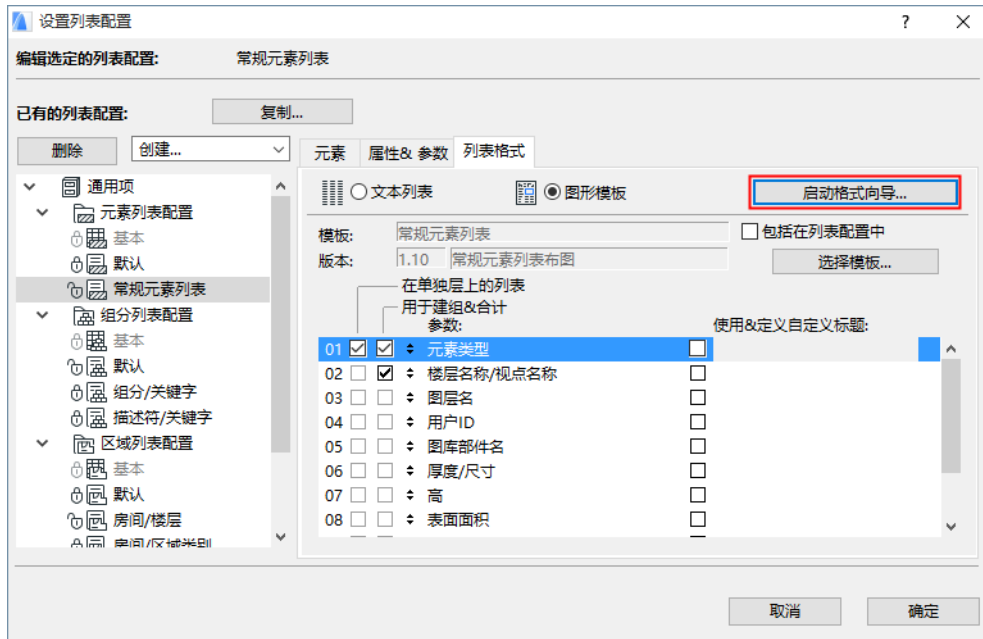 设置列表配置
编辑选定的列表配置: 常规元素列表
已有的列表配置: 复制...
删除 创建...
元素 属性& 参数 列表格式
通用项
元素列表配置
基本
默认
常规元素列表
组分列表配置
基本
默认
组分/关键字
描述符/关键字
区域列表配置
基本
默认
房间/楼层
房间/区域类别
文本列表 图形模板 启动格式向导...
模板: 常规元素列表 包括在列表配置中
版本: 1.10 常规元素列表布图 选择模板...
在单独层上的列表
用于建组&合计
参数: 使用&定义自定义标题:
01 元素类型
02 楼层名称/视点名称
03 图层名
04 用户ID
05 图库部件名
06 厚度/尺寸
07 高
08 表面面积
取消 确定